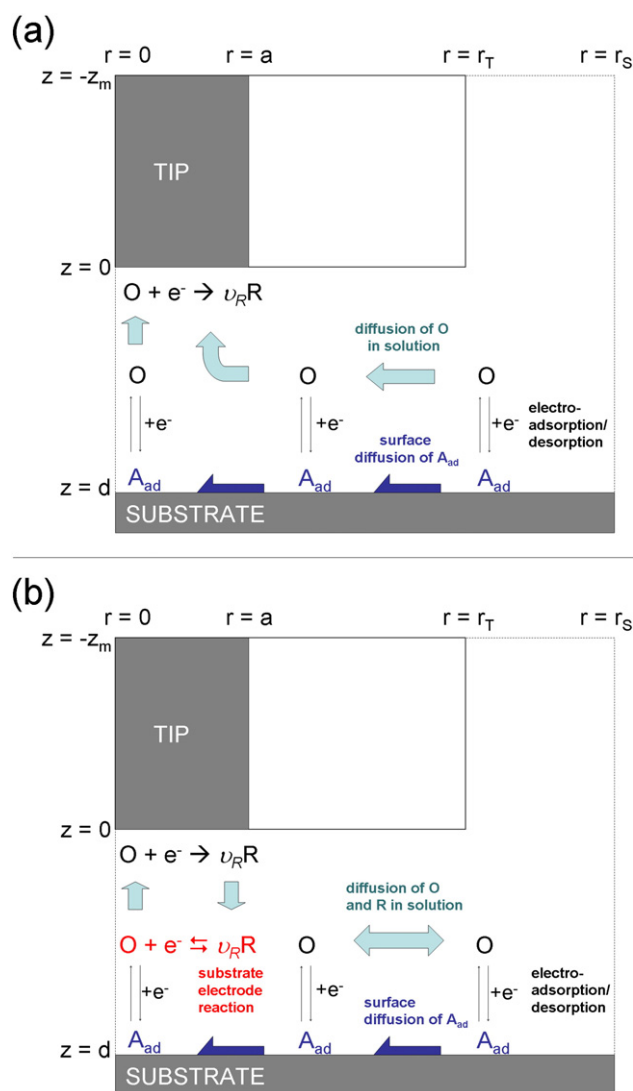 (a)
r = 0 r = a r = r_T r = r_S
z = -z_m
TIP
z = 0
O + e⁻ → υ_R R
diffusion of O
in solution
O O O
+e⁻ +e⁻ +e⁻ electro-
adsorption/
desorption
surface
diffusion of A_ad
z = d A_ad A_ad A_ad
SUBSTRATE
(b)
r = 0 r = a r = r_T r = r_S
z = -z_m
TIP
z = 0
O + e⁻ → υ_R R
diffusion of O
and R in solution
O + e⁻ ⇆ υ_R R O O
+e⁻ substrate
electrode
reaction +e⁻ +e⁻ electro-
adsorption/
desorption
surface
diffusion of A_ad
z = d A_ad A_ad A_ad
SUBSTRATE